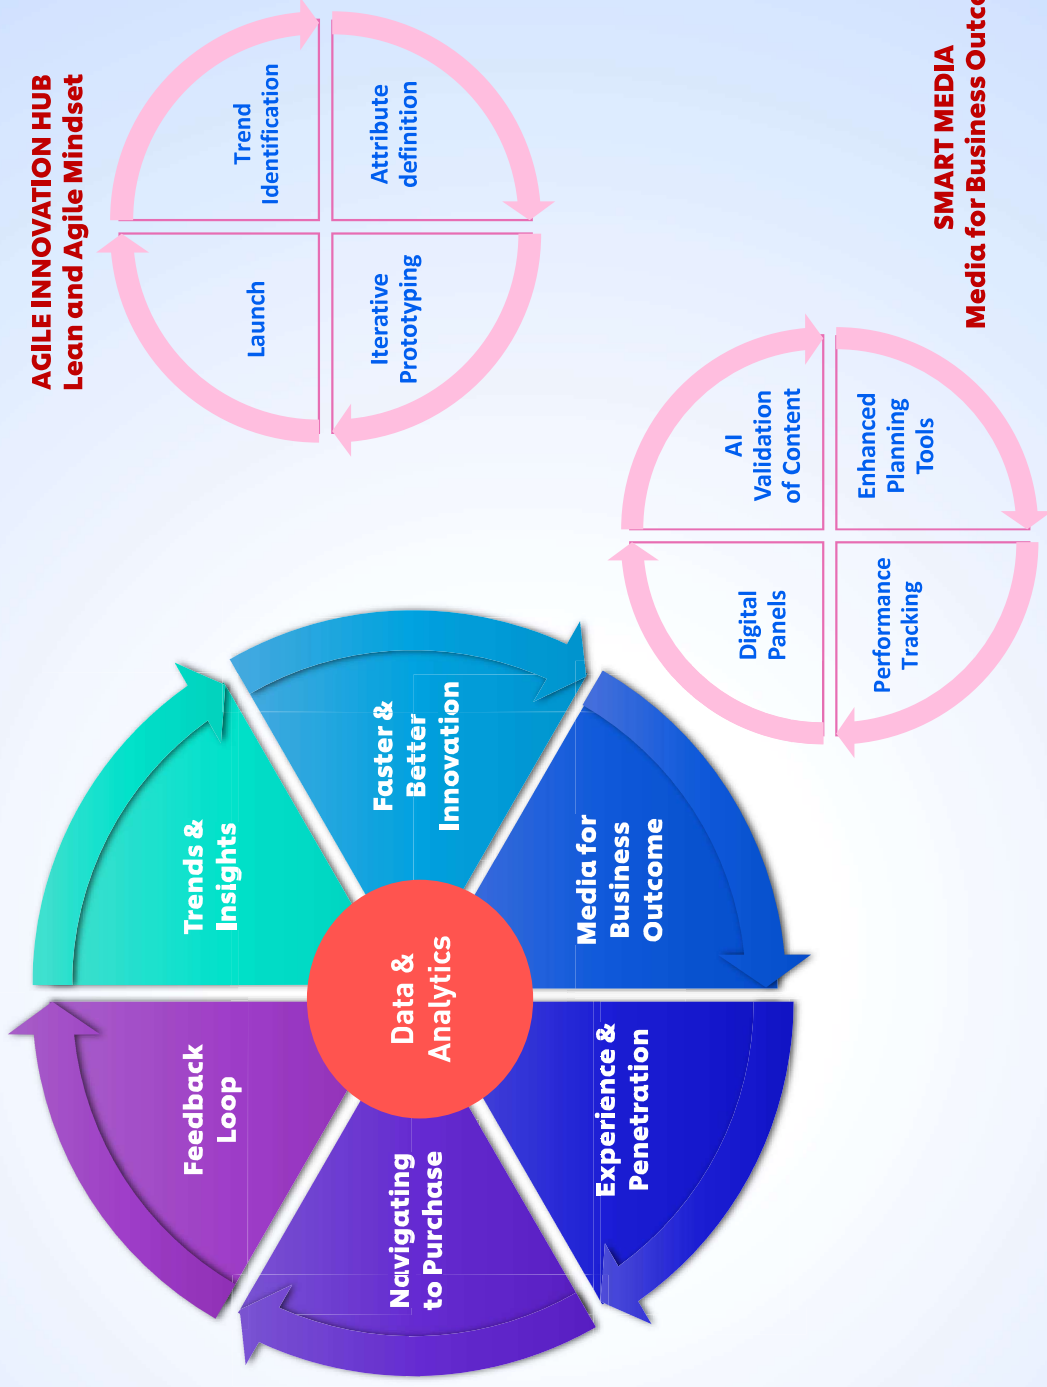 AGILE INNOVATION HUB
Lean and Agile Mindset
Launch
Trend
Identification
Iterative
Prototyping
Attribute
definition
Feedback
Loop
Trends &
Insights
Navigating
to Purchase
Data &
Analytics
Faster &
Better
Innovation
Experience &
Penetration
Media for
Business
Outcome
Digital
Panels
AI
Validation
of Content
Performance
Tracking
Enhanced
Planning
Tools
SMART MEDIA
Media for Business Outco